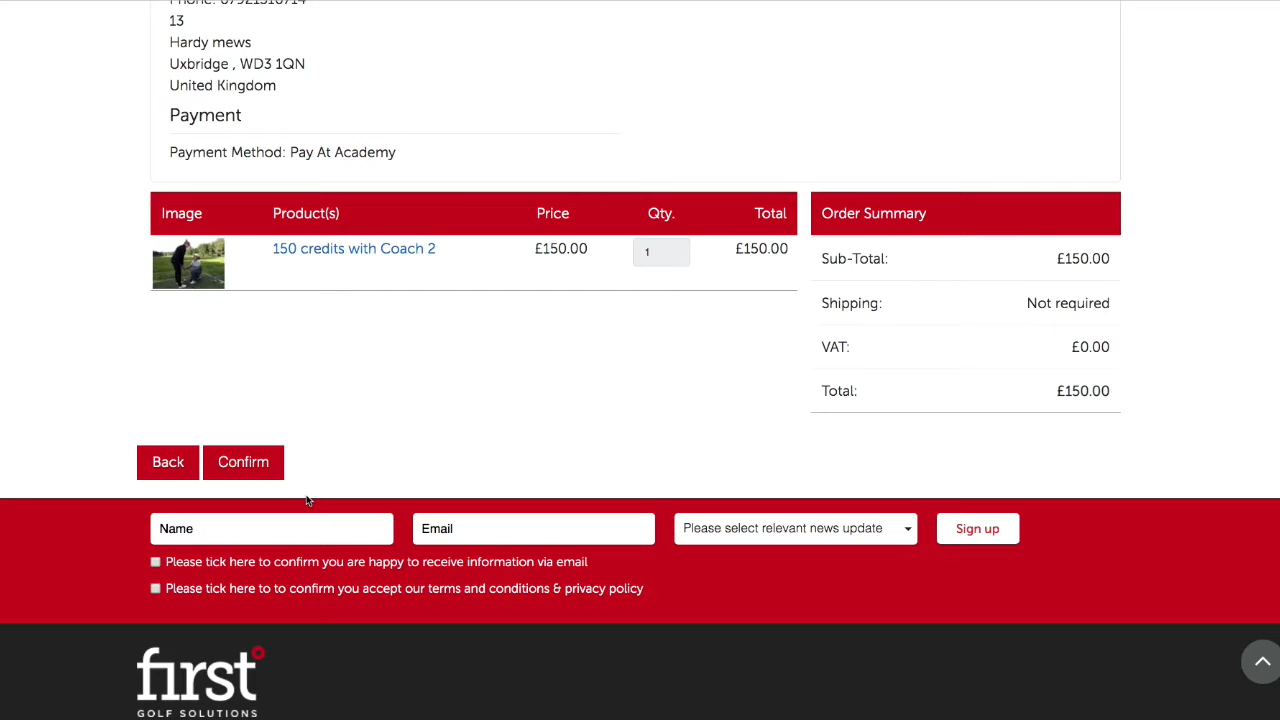 13
Hardy mews
Uxbridge , WD3 1QN
United Kingdom
Payment
Payment Method: Pay At Academy
Image Product(s) Price Qty. Total
150 credits with Coach 2 £150.00 1 £150.00
Order Summary
Sub-Total: £150.00
Shipping: Not required
VAT: £0.00
Total: £150.00
Back Confirm
Name Email Please select relevant news update Sign up
Please tick here to confirm you are happy to receive information via email
Please tick here to to confirm you accept our terms and conditions & privacy policy
first
GOLF SOLUTIONS